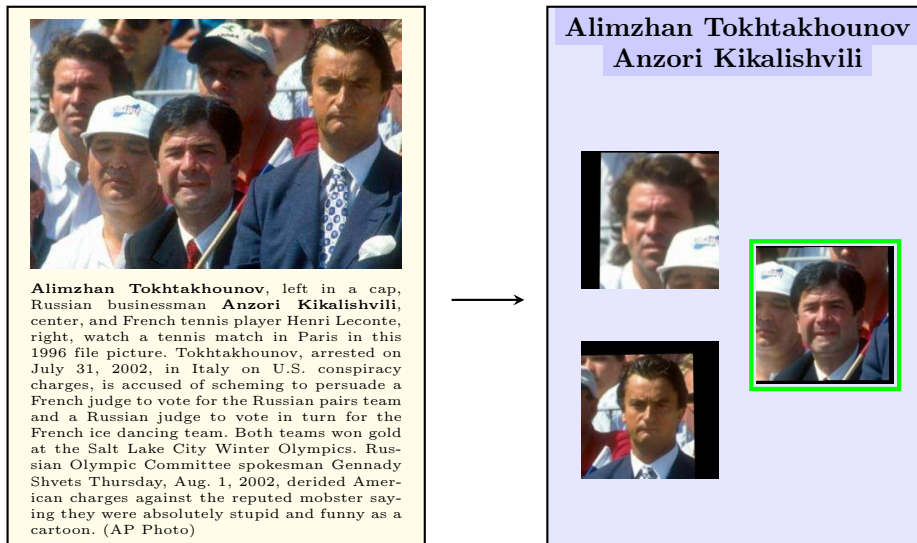 Alimzhan Tokhtakhounov, left in a cap,
Russian businessman Anzori Kikalishvili,
center, and French tennis player Henri Leconte,
right, watch a tennis match in Paris in this
1996 file picture. Tokhtakhounov, arrested on
July 31, 2002, in Italy on U.S. conspiracy
charges, is accused of scheming to persuade a
French judge to vote for the Russian pairs team
and a Russian judge to vote in turn for the
French ice dancing team. Both teams won gold
at the Salt Lake City Winter Olympics. Rus-
sian Olympic Committee spokesman Gennady
Shvets Thursday, Aug. 1, 2002, derided Amer-
ican charges against the reputed mobster say-
ing they were absolutely stupid and funny as a
cartoon. (AP Photo)
Alimzhan Tokhtakhounov
Anzori Kikalishvili